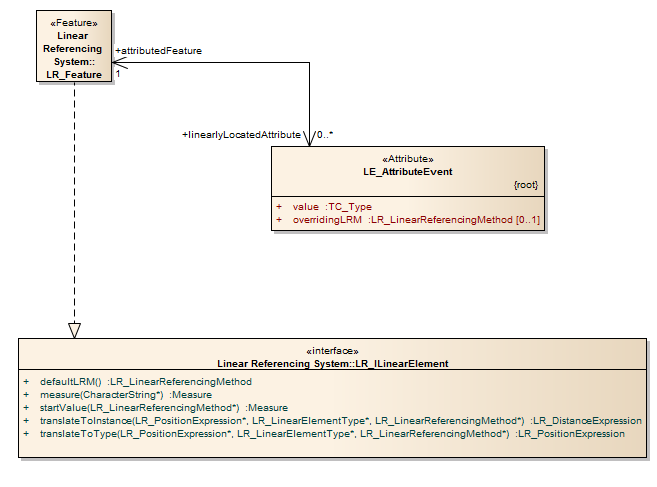 «Feature»
Linear
Referencing
System::
LR_Feature
+attributedFeature
1
+linearlyLocatedAttribute
0..*
«Attribute»
LE_AttributeEvent
{root}
+ value :TC_Type
+ overridingLRM :LR_LinearReferencingMethod [0..1]
«interface»
Linear Referencing System::LR_ILinearElement
+ defaultLRM() :LR_LinearReferencingMethod
+ measure(CharacterString*) :Measure
+ startValue(LR_LinearReferencingMethod*) :Measure
+ translateToInstance(LR_PositionExpression*, LR_LinearElementType*, LR_LinearReferencingMethod*) :LR_DistanceExpression
+ translateToType(LR_PositionExpression*, LR_LinearElementType*, LR_LinearReferencingMethod*) :LR_PositionExpression